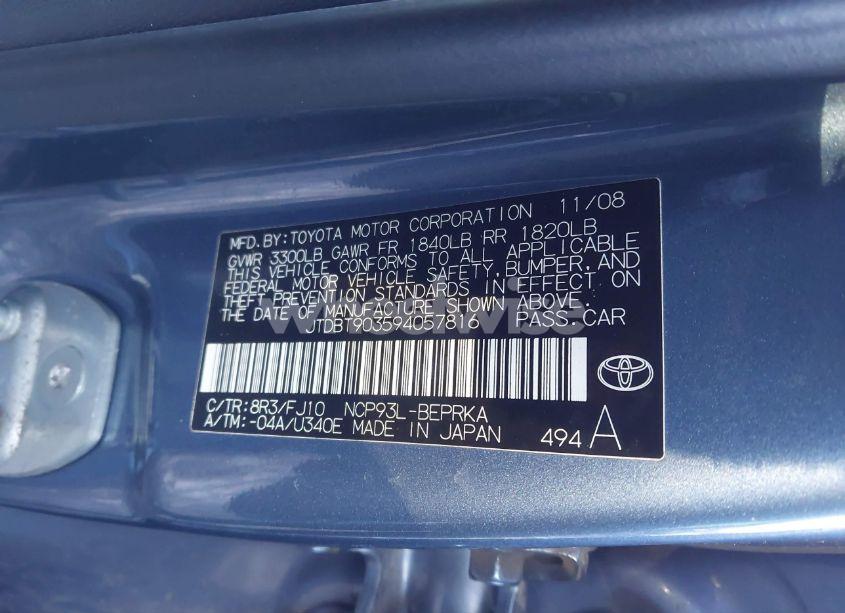 MFD.BY:TOYOTA MOTOR CORPORATION 11/08
GVWR 3300LB GAWR FR 1840LB RR 1820LB
THIS VEHICLE CONFORMS TO ALL APPLICABLE
FEDERAL MOTOR VEHICLE SAFETY,BUMPER,AND
THEFT PREVENTION STANDARDS IN EFFECT ON
THE DATE OF MANUFACTURE SHOWN ABOVE.
JTDBT903594057816 PASS.CAR
C/TR:8R3/FJ10 NCP93L-BEPRKA
A/TM:-04A/U340E MADE IN JAPAN 494 A